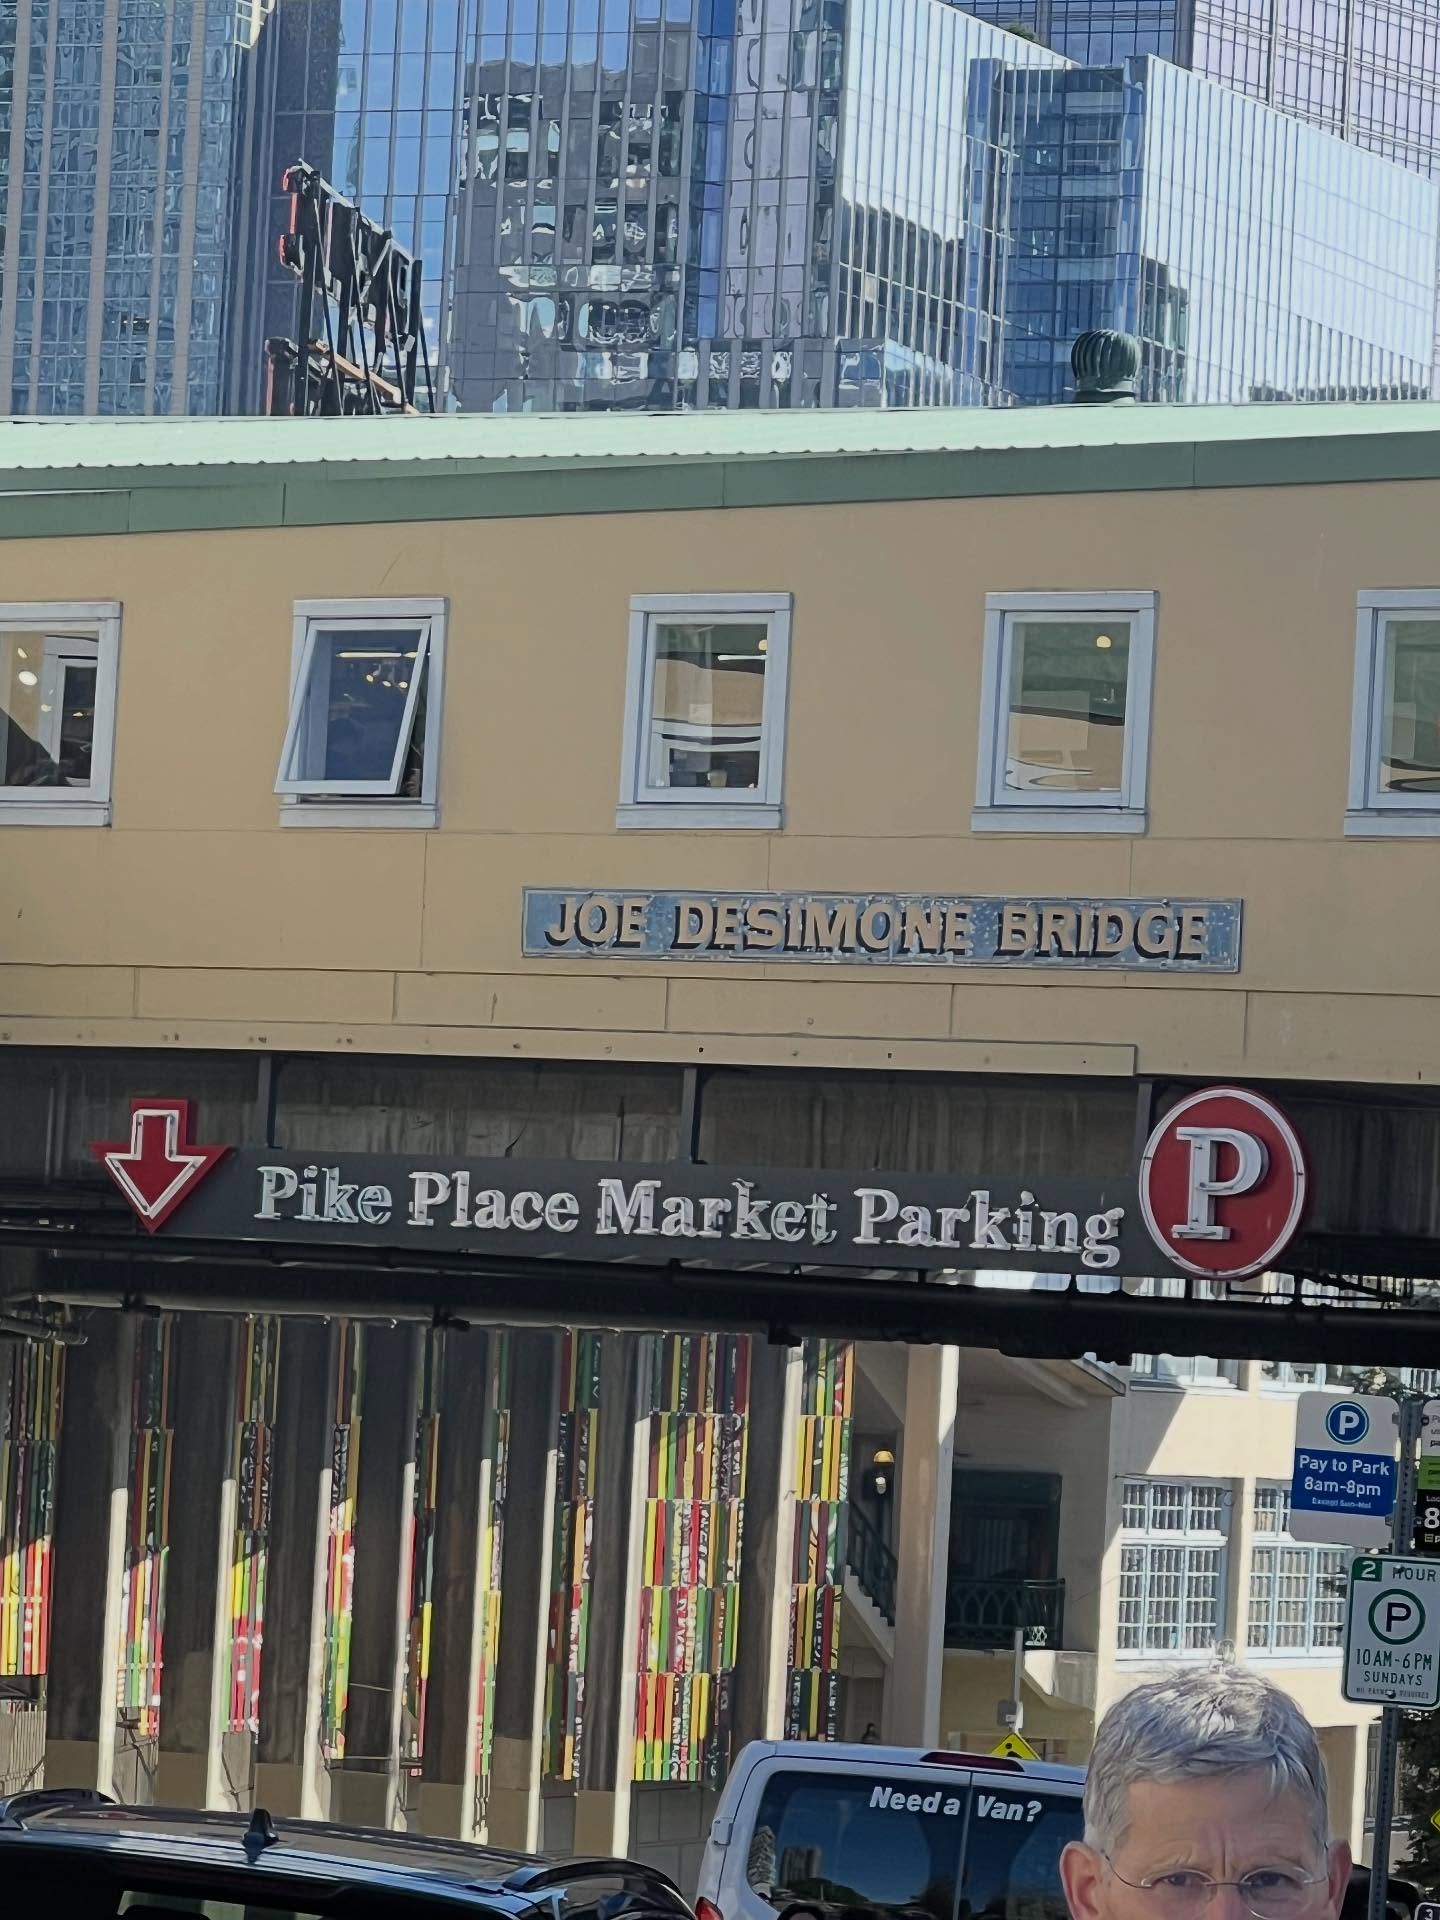 JOE DESIMONE BRIDGE
Pike Place Market Parking
P
P
Pay to Park
8am-8pm
2 HOUR
P
10AM-6PM
SUNDAYS
Need a Van?